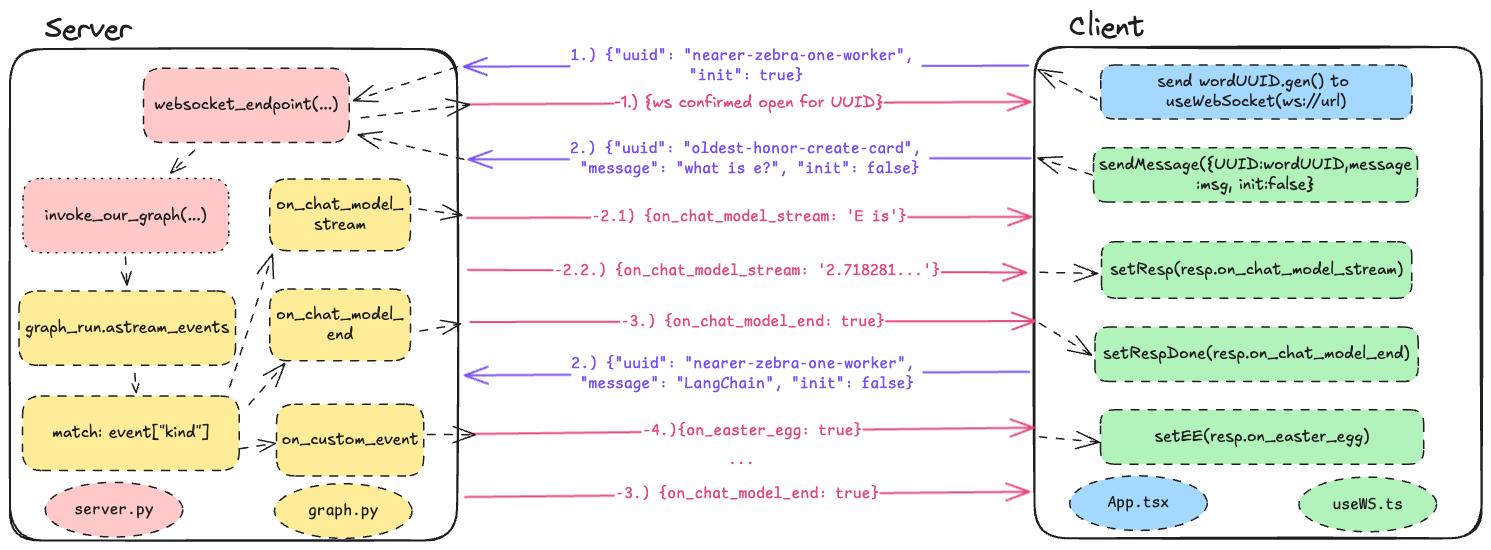 Server
Client
1.) {"uuid": "nearer-zebra-one-worker",
"init": true}
send wordUUID.gen() to
useWebSocket(ws://url)
websocket_endpoint(...)
-1.) {ws confirmed open for UUID}
2.) {"uuid": "oldest-honor-create-card",
"message": "what is e?", "init": false}
sendMessage({UUID:wordUUID,message
:msg, init:false}
invoke_our_graph(...)
on_chat_model_
stream
-2.1) {on_chat_model_stream: 'E is'}
-2.2.) {on_chat_model_stream: '2.718281...'}
setResp(resp.on_chat_model_stream)
graph_run.astream_events
on_chat_model_
end
-3.) {on_chat_model_end: true}
setRespDone(resp.on_chat_model_end)
2.) {"uuid": "nearer-zebra-one-worker",
"message": "LangChain", "init": false}
match: event["kind"]
on_custom_event
-4.){on_easter_egg: true}
setEE(resp.on_easter_egg)
...
-3.) {on_chat_model_end: true}
server.py
graph.py
App.tsx
useWS.ts